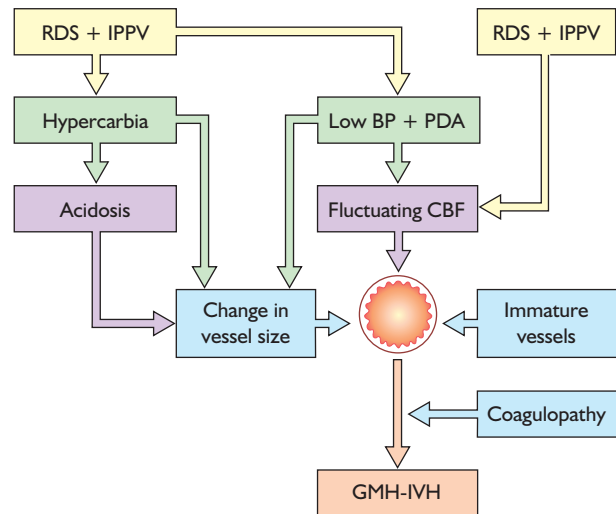 RDS + IPPV
RDS + IPPV
Hypercarbia
Low BP + PDA
Acidosis
Fluctuating CBF
Change in
vessel size
Immature
vessels
Coagulopathy
GMH-IVH